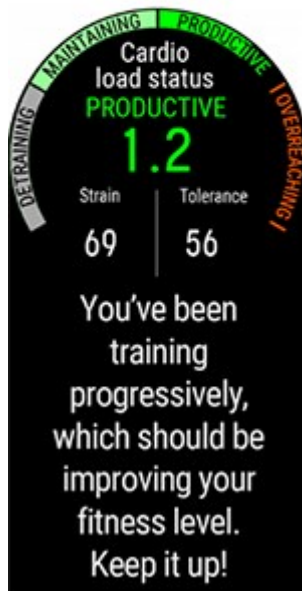 DETRAINING
MAINTAINING
PRODUCTIVE
OVERREACHING
Cardio
load status
PRODUCTIVE
1.2
Strain
Tolerance
69
56
You've been
training
progressively,
which should be
improving your
fitness level.
Keep it up!